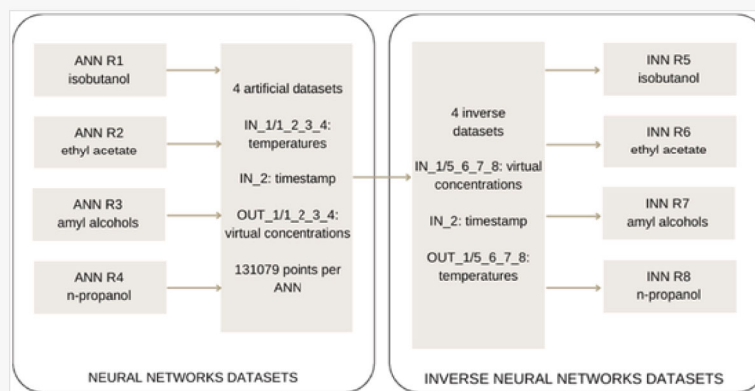 ANN R1
isobutanol
ANN R2
ethyl acetate
ANN R3
amyl alcohols
ANN R4
n-propanol
4 artificial datasets
IN_1/1_2_3_4:
temperatures
IN_2: timestamp
OUT_1/1_2_3_4:
virtual concentrations
131079 points per
ANN
NEURAL NETWORKS DATASETS
4 inverse
datasets
IN_1/5_6_7_8: virtual
concentrations
IN_2: timestamp
OUT_1/5_6_7_8:
temperatures
INN R5
isobutanol
INN R6
ethyl acetate
INN R7
amyl alcohols
INN R8
n-propanol
INVERSE NEURAL NETWORKS DATASETS